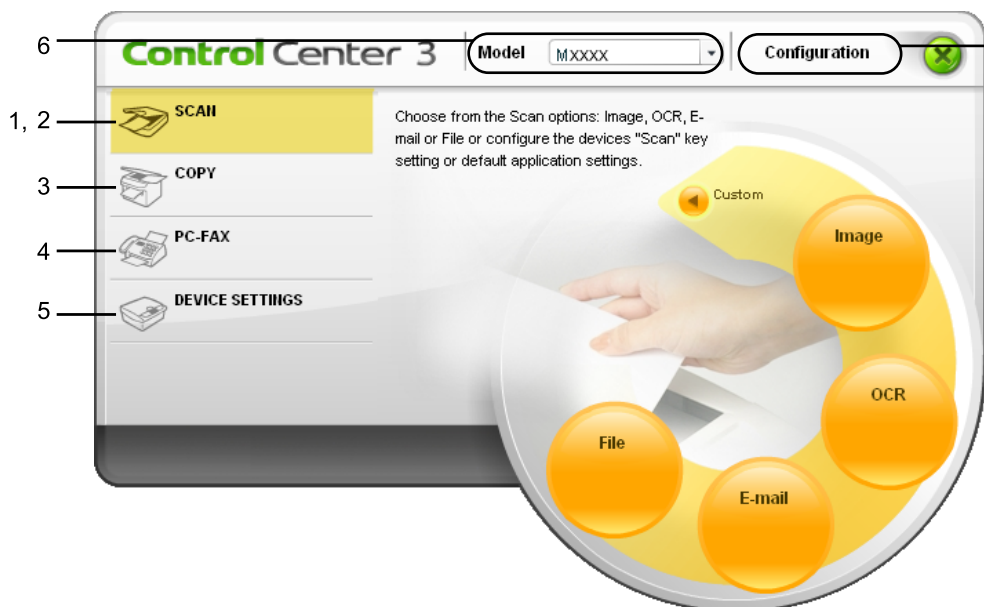 6
Control Center 3
Model
MXXXX
Configuration
1, 2
SCAN
3
COPY
4
PC-FAX
5
DEVICE SETTINGS
Choose from the Scan options: Image, OCR, E-
mail or File or configure the devices "Scan" key
setting or default application settings.
Custom
Image
OCR
E-mail
File